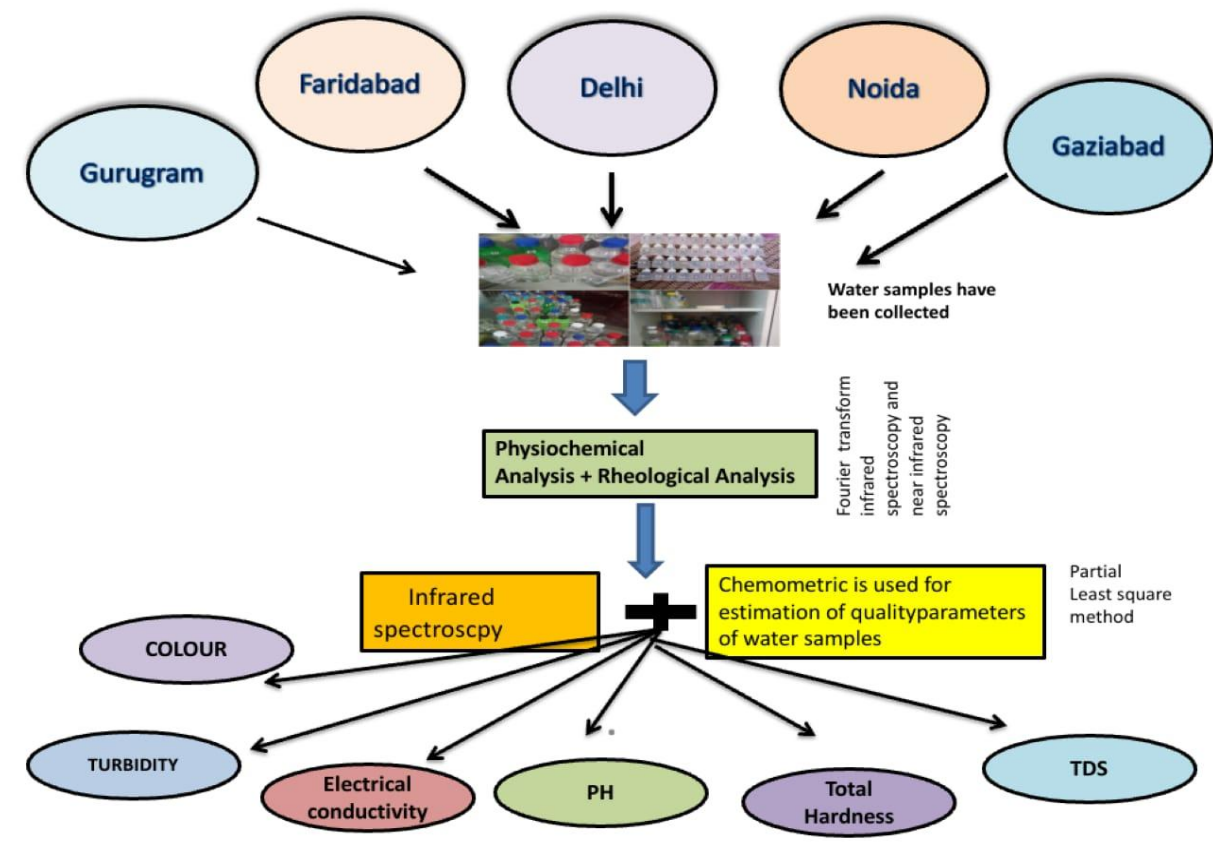 Faridabad
Delhi
Noida
Gaziabad
Gurugram
Water samples have
been collected
Physiochemical
Analysis + Rheological Analysis
Fourier transform
infrared
spectroscopy and
near infrared
spectroscopy
Infrared
spectroscpy
Chemometric is used for
estimation of qualityparameters
of water samples
Partial
Least square
method
COLOUR
TURBIDITY
Electrical
conductivity
PH
Total
Hardness
TDS